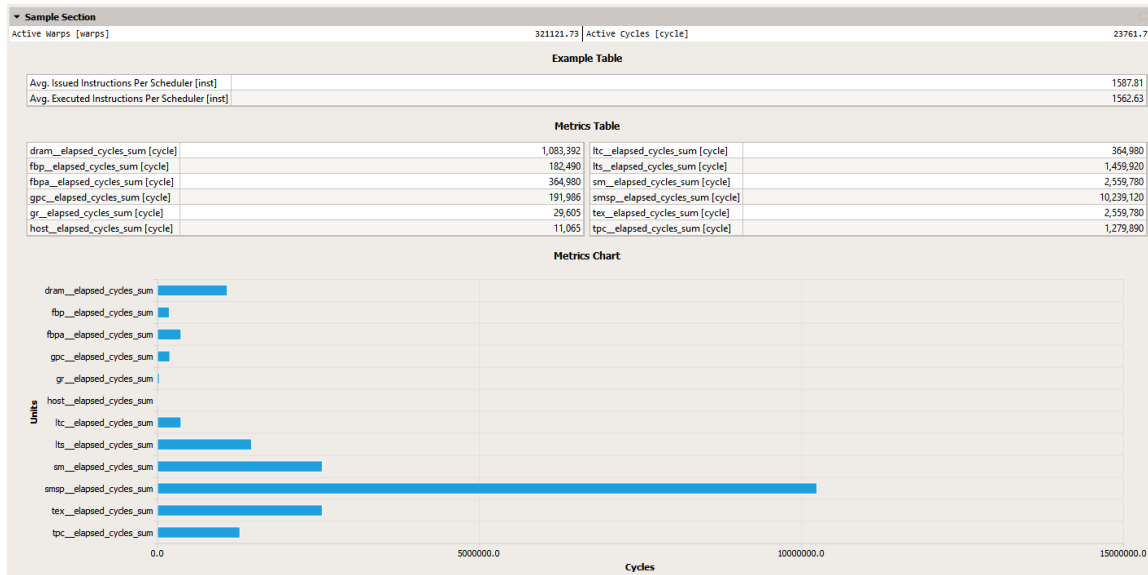 Sample Section
Active Warps [warps] 321121.73 Active Cycles [cycle] 23761.7
Example Table
Avg. Issued Instructions Per Scheduler [inst] 1587.81
Avg. Executed Instructions Per Scheduler [inst] 1562.63
Metrics Table
dram__elapsed_cycles_sum [cycle] 1,083,392 ltc__elapsed_cycles_sum [cycle] 364,980
fbp__elapsed_cycles_sum [cycle] 182,490 lts__elapsed_cycles_sum [cycle] 1,459,920
fbpa__elapsed_cycles_sum [cycle] 364,980 sm__elapsed_cycles_sum [cycle] 2,559,780
gpc__elapsed_cycles_sum [cycle] 191,986 smsp__elapsed_cycles_sum [cycle] 10,239,120
gr__elapsed_cycles_sum [cycle] 29,605 tex__elapsed_cycles_sum [cycle] 2,559,780
host__elapsed_cycles_sum [cycle] 11,065 tpc__elapsed_cycles_sum [cycle] 1,279,890
Metrics Chart
dram__elapsed_cycles_sum
fbp__elapsed_cycles_sum
fbpa__elapsed_cycles_sum
gpc__elapsed_cycles_sum
gr__elapsed_cycles_sum
host__elapsed_cycles_sum
Units
ltc__elapsed_cycles_sum
lts__elapsed_cycles_sum
sm__elapsed_cycles_sum
smsp__elapsed_cycles_sum
tex__elapsed_cycles_sum
tpc__elapsed_cycles_sum
0.0 5000000.0 10000000.0 15000000.0
Cycles